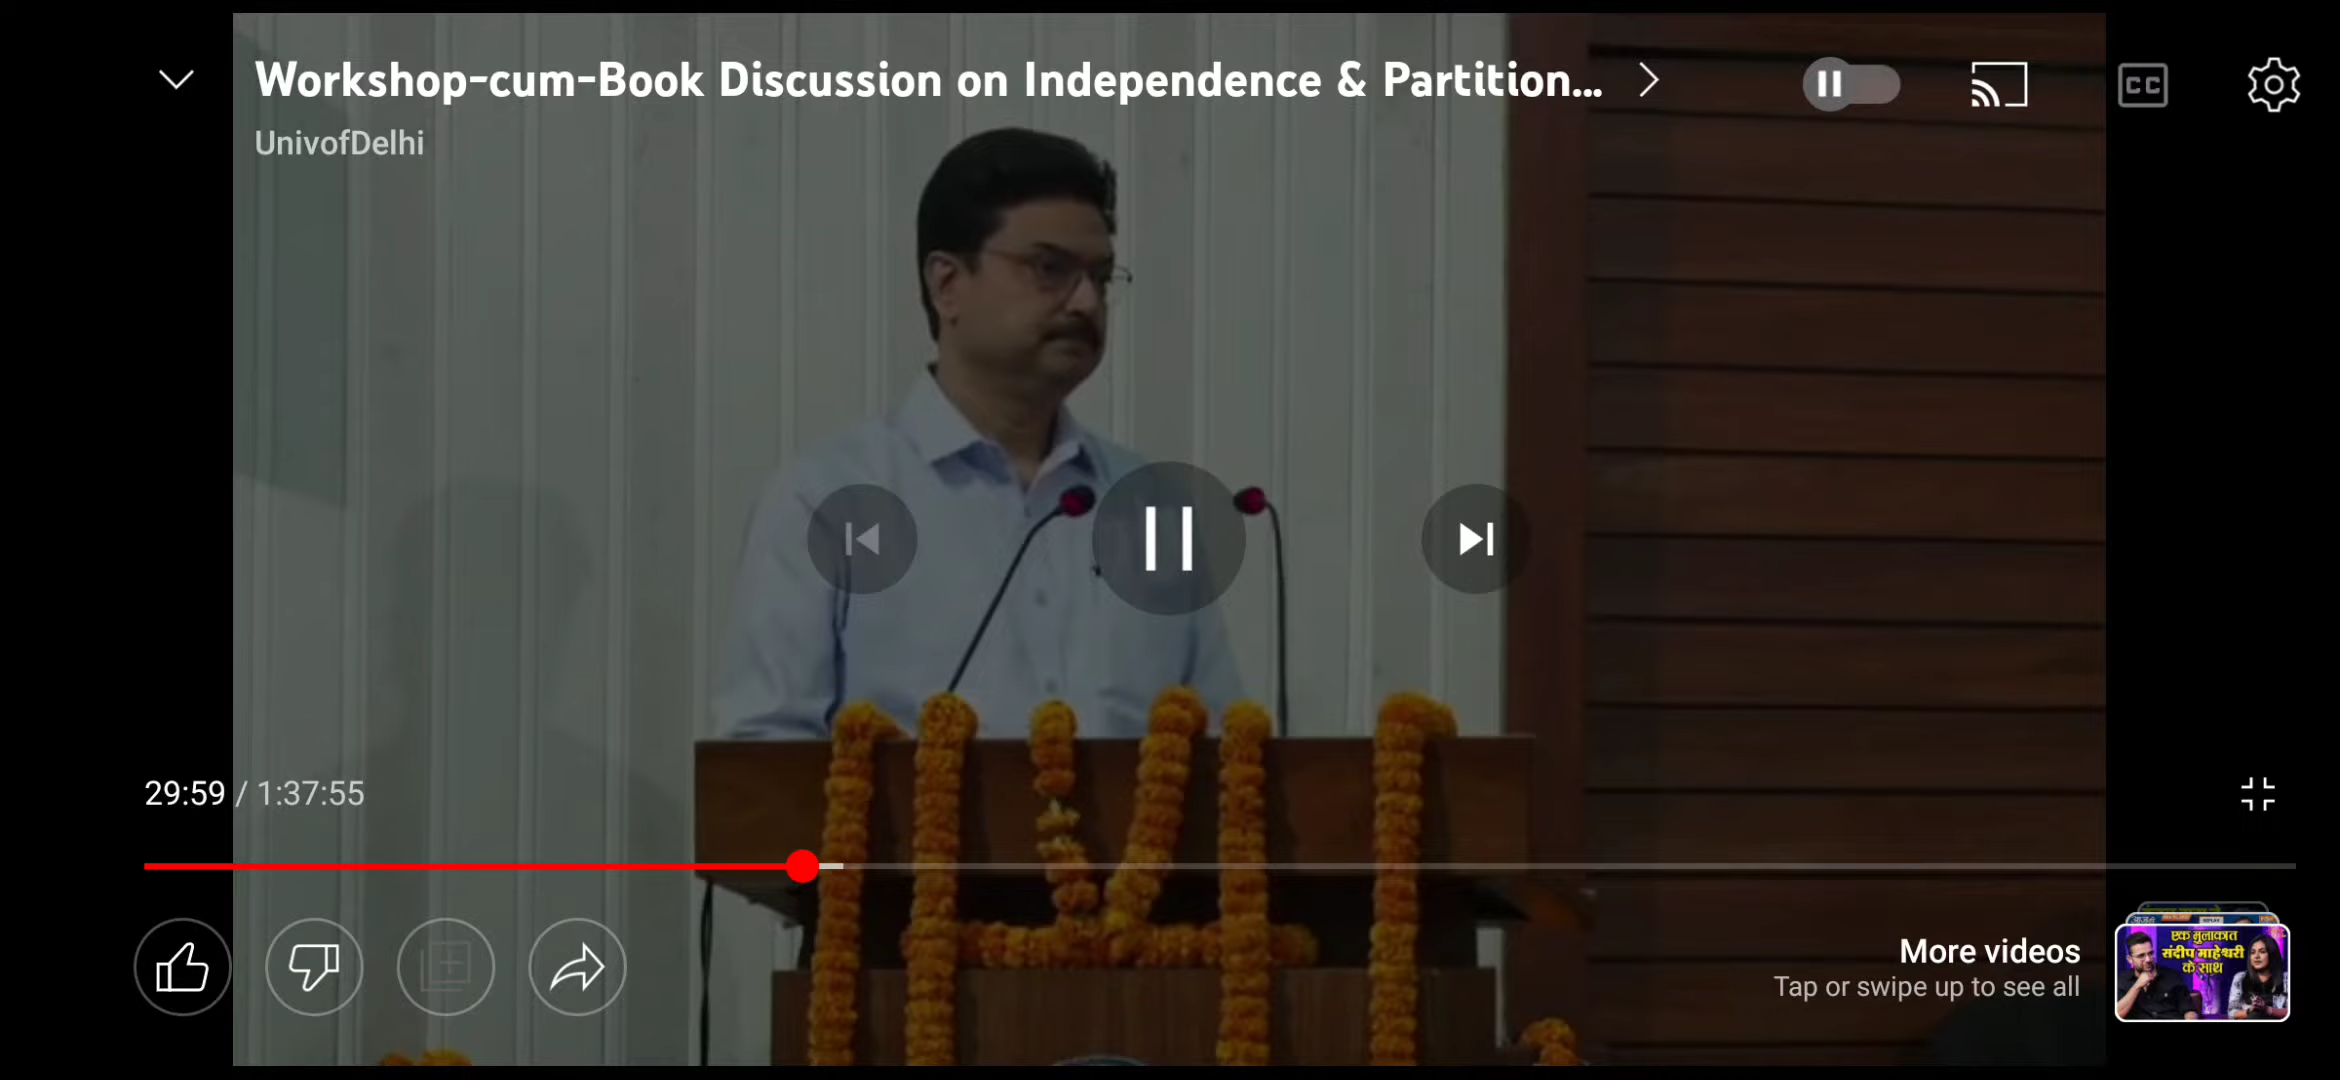 Workshop-cum-Book Discussion on Independence & Partition...
UnivofDelhi
CC
29:59 / 1:37:55
More videos
Tap or swipe up to see all
एक मुलाकात
संदीप माहेश्वरी
के साथ